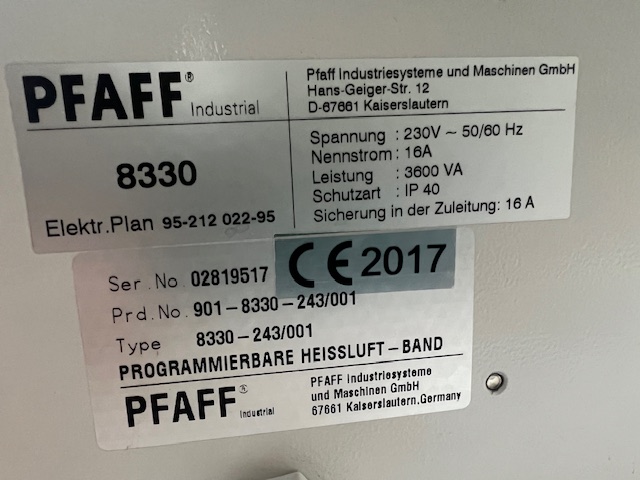 PFAFF® Industrial
8330
Elektr.Plan 95-212 022-95
Pfaff Industriesysteme und Maschinen GmbH
Hans-Geiger-Str. 12
D-67661 Kaiserslautern
Spannung : 230V ~ 50/60 Hz
Nennstrom : 16A
Leistung : 3600 VA
Schutzart : IP 40
Sicherung in der Zuleitung: 16 A
CE 2017
Ser. No. 02819517
Prd. No. 901-8330-243/001
Type 8330-243/001
PROGRAMMIERBARE HEISSLUFT-BAND
PFAFF® Industrial
PFAFF Industriesysteme
und Maschinen GmbH
67661 Kaiserslautern, Germany